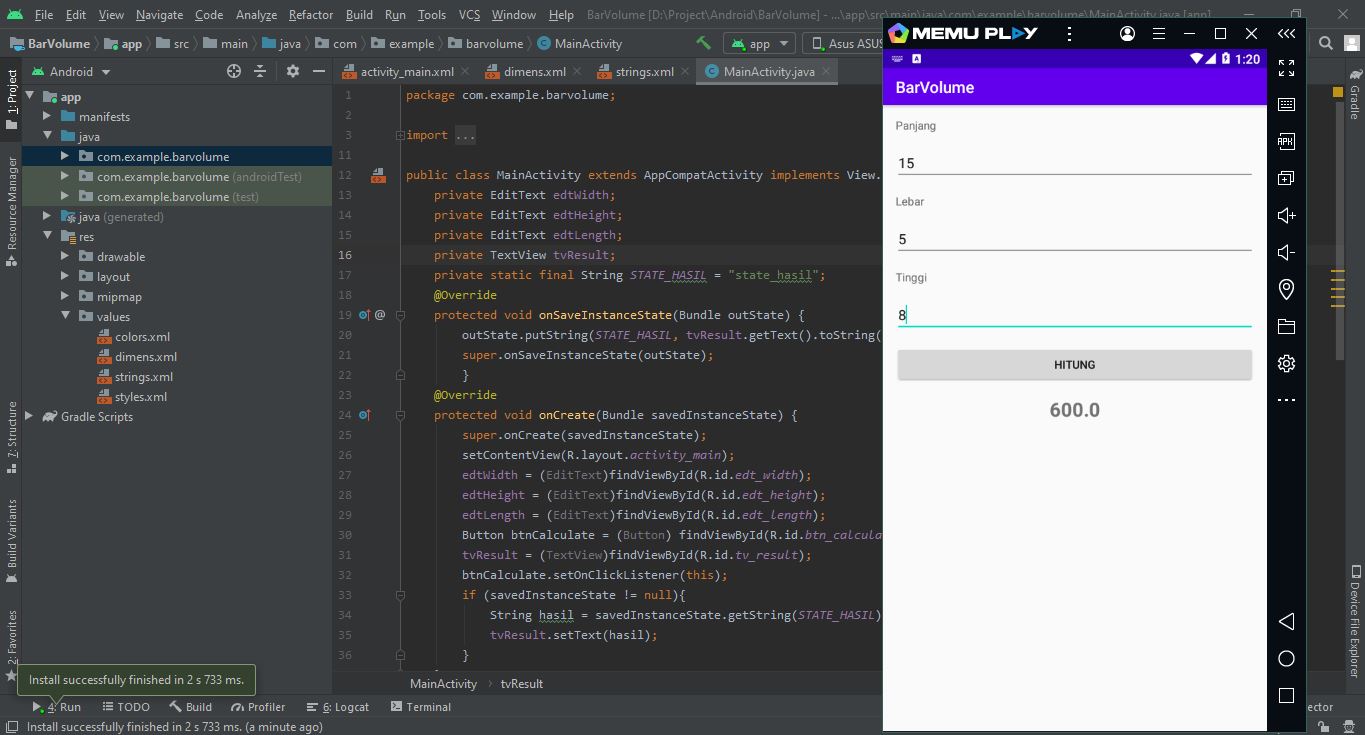 File Edit View Navigate Code Analyze Refactor Build Run Tools VCS Window Help BarVolume [D:\Project\Android\BarVolume] - ...\app\src\main\java\com\example\barvolume\MainActivity.java [app]
BarVolume app src main java com example barvolume MainActivity app Asus ASUS
Android
activity_main.xml dimens.xml strings.xml MainActivity.java
1: Project
Resource Manager
7: Structure
Build Variants
2: Favorites
app
manifests
java
com.example.barvolume
com.example.barvolume (androidTest)
com.example.barvolume (test)
java (generated)
res
drawable
layout
mipmap
values
colors.xml
dimens.xml
strings.xml
styles.xml
Gradle Scripts
1 package com.example.barvolume;
2
3 import ...
11
12 public class MainActivity extends AppCompatActivity implements View.
13 private EditText edtWidth;
14 private EditText edtHeight;
15 private EditText edtLength;
16 private TextView tvResult;
17 private static final String STATE_HASIL = "state_hasil";
18 @Override
19 @ protected void onSaveInstanceState(Bundle outState) {
20 outState.putString(STATE_HASIL, tvResult.getText().toString(
21 super.onSaveInstanceState(outState);
22 }
23 @Override
24 protected void onCreate(Bundle savedInstanceState) {
25 super.onCreate(savedInstanceState);
26 setContentView(R.layout.activity_main);
27 edtWidth = (EditText)findViewById(R.id.edt_width);
28 edtHeight = (EditText)findViewById(R.id.edt_height);
29 edtLength = (EditText)findViewById(R.id.edt_length);
30 Button btnCalculate = (Button) findViewById(R.id.btn_calcula
31 tvResult = (TextView)findViewById(R.id.tv_result);
32 btnCalculate.setOnClickListener(this);
33 if (savedInstanceState != null){
34 String hasil = savedInstanceState.getString(STATE_HASIL)
35 tvResult.setText(hasil);
36 }
MainActivity tvResult
MEMU PLAY
A 1:20
BarVolume
Panjang
15
Lebar
5
Tinggi
8
HITUNG
600.0
APK
Gradle
Device File Explorer
Install successfully finished in 2 s 733 ms.
4: Run TODO Build Profiler 6: Logcat Terminal ector
Install successfully finished in 2 s 733 ms. (a minute ago)